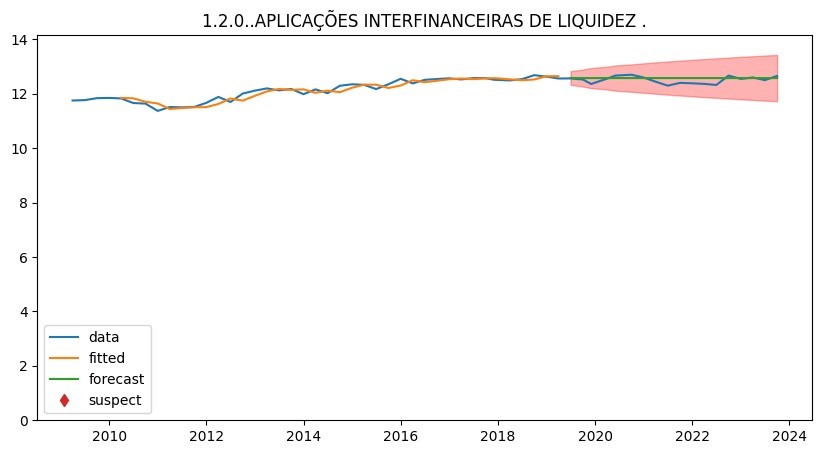 1.2.0..APLICAÇÕES INTERFINANCEIRAS DE LIQUIDEZ .
14
12
10
8
6
4
2
0
data
fitted
forecast
suspect
2010 2012 2014 2016 2018 2020 2022 2024